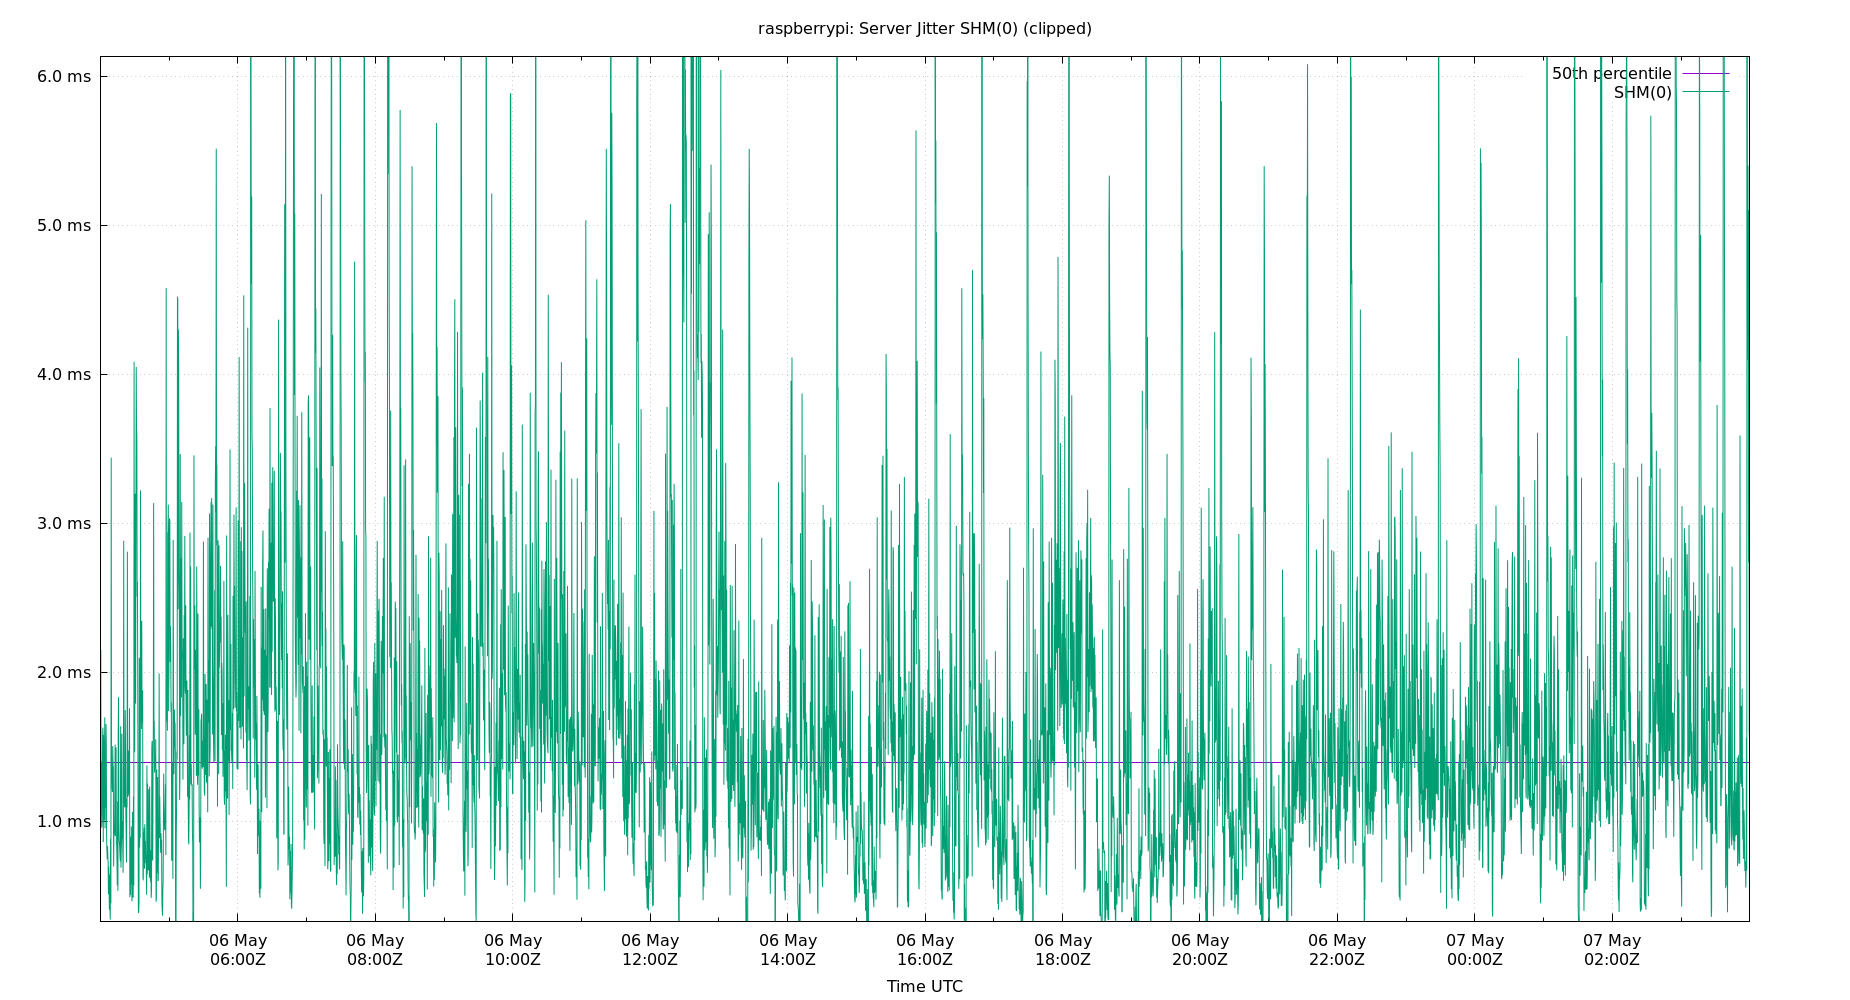 raspberrypi: Server Jitter SHM(0) (clipped)
6.0 ms
5.0 ms
4.0 ms
3.0 ms
2.0 ms
1.0 ms
50th percentile
SHM(0)
06 May 06 May 06 May 06 May 06 May 06 May 06 May 06 May 06 May 07 May 07 May
06:00Z 08:00Z 10:00Z 12:00Z 14:00Z 16:00Z 18:00Z 20:00Z 22:00Z 00:00Z 02:00Z
Time UTC